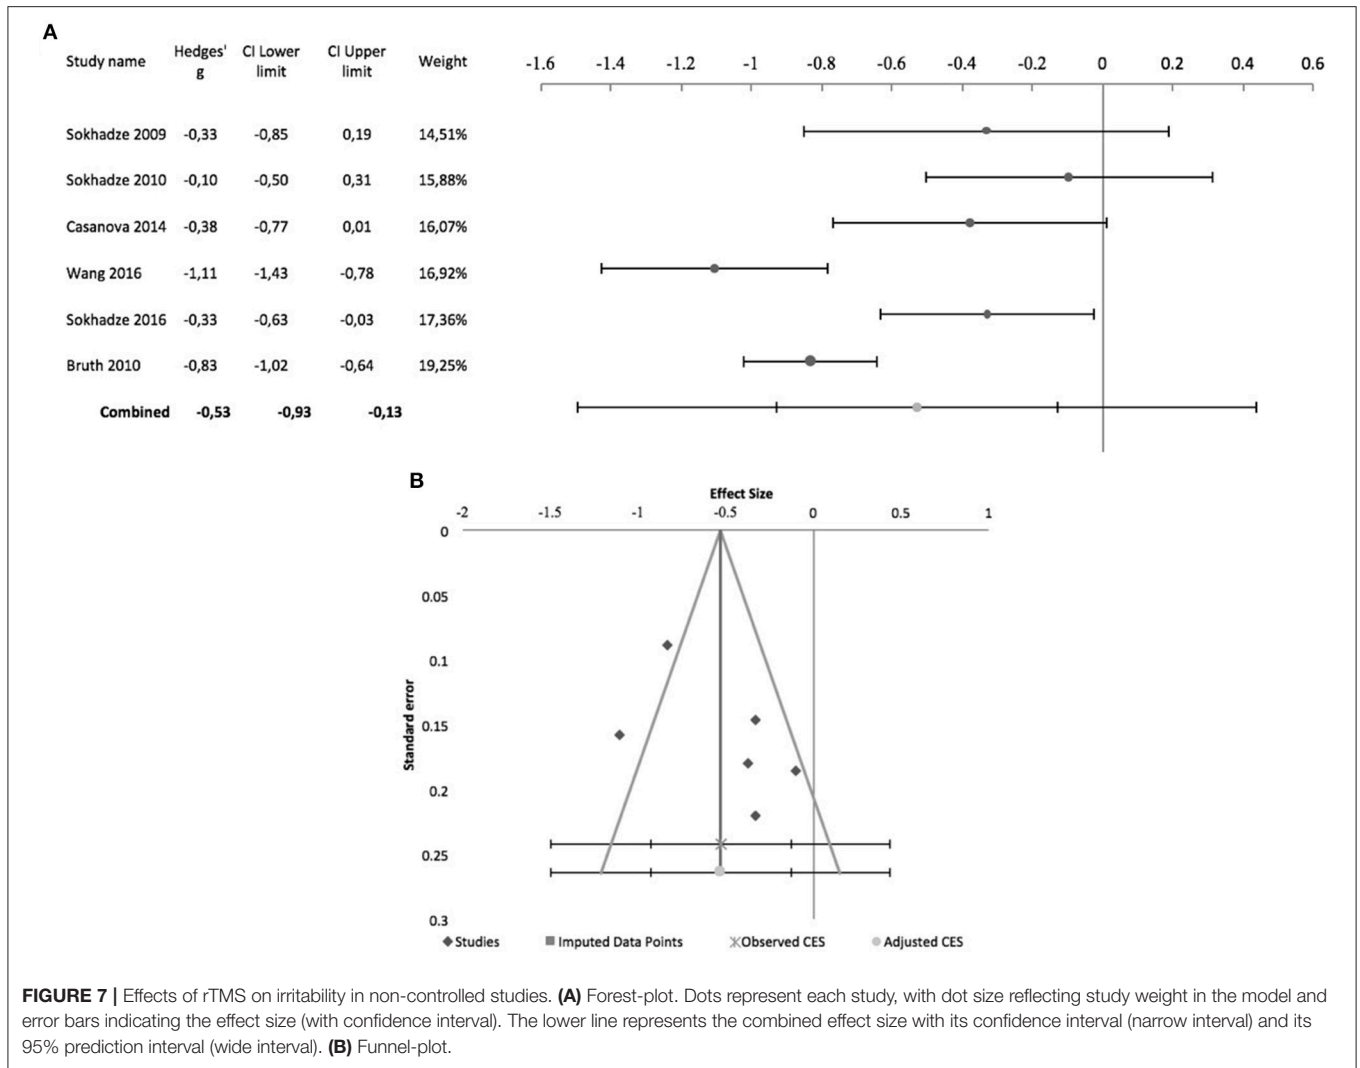 A
Study name Hedges' g CI Lower limit CI Upper limit Weight
-1.6 -1.4 -1.2 -1 -0.8 -0.6 -0.4 -0.2 0 0.2 0.4 0.6
Sokhadze 2009 -0,33 -0,85 0,19 14,51%
Sokhadze 2010 -0,10 -0,50 0,31 15,88%
Casanova 2014 -0,38 -0,77 0,01 16,07%
Wang 2016 -1,11 -1,43 -0,78 16,92%
Sokhadze 2016 -0,33 -0,63 -0,03 17,36%
Bruth 2010 -0,83 -1,02 -0,64 19,25%
Combined -0,53 -0,93 -0,13
B
Effect Size
-2 -1.5 -1 -0.5 0 0.5 1
0
0.05
0.1
0.15
0.2
0.25
0.3
Standard error
Studies Imputed Data Points Observed CES Adjusted CES
FIGURE 7 | Effects of rTMS on irritability in non-controlled studies. (A) Forest-plot. Dots represent each study, with dot size reflecting study weight in the model and
error bars indicating the effect size (with confidence interval). The lower line represents the combined effect size with its confidence interval (narrow interval) and its
95% prediction interval (wide interval). (B) Funnel-plot.